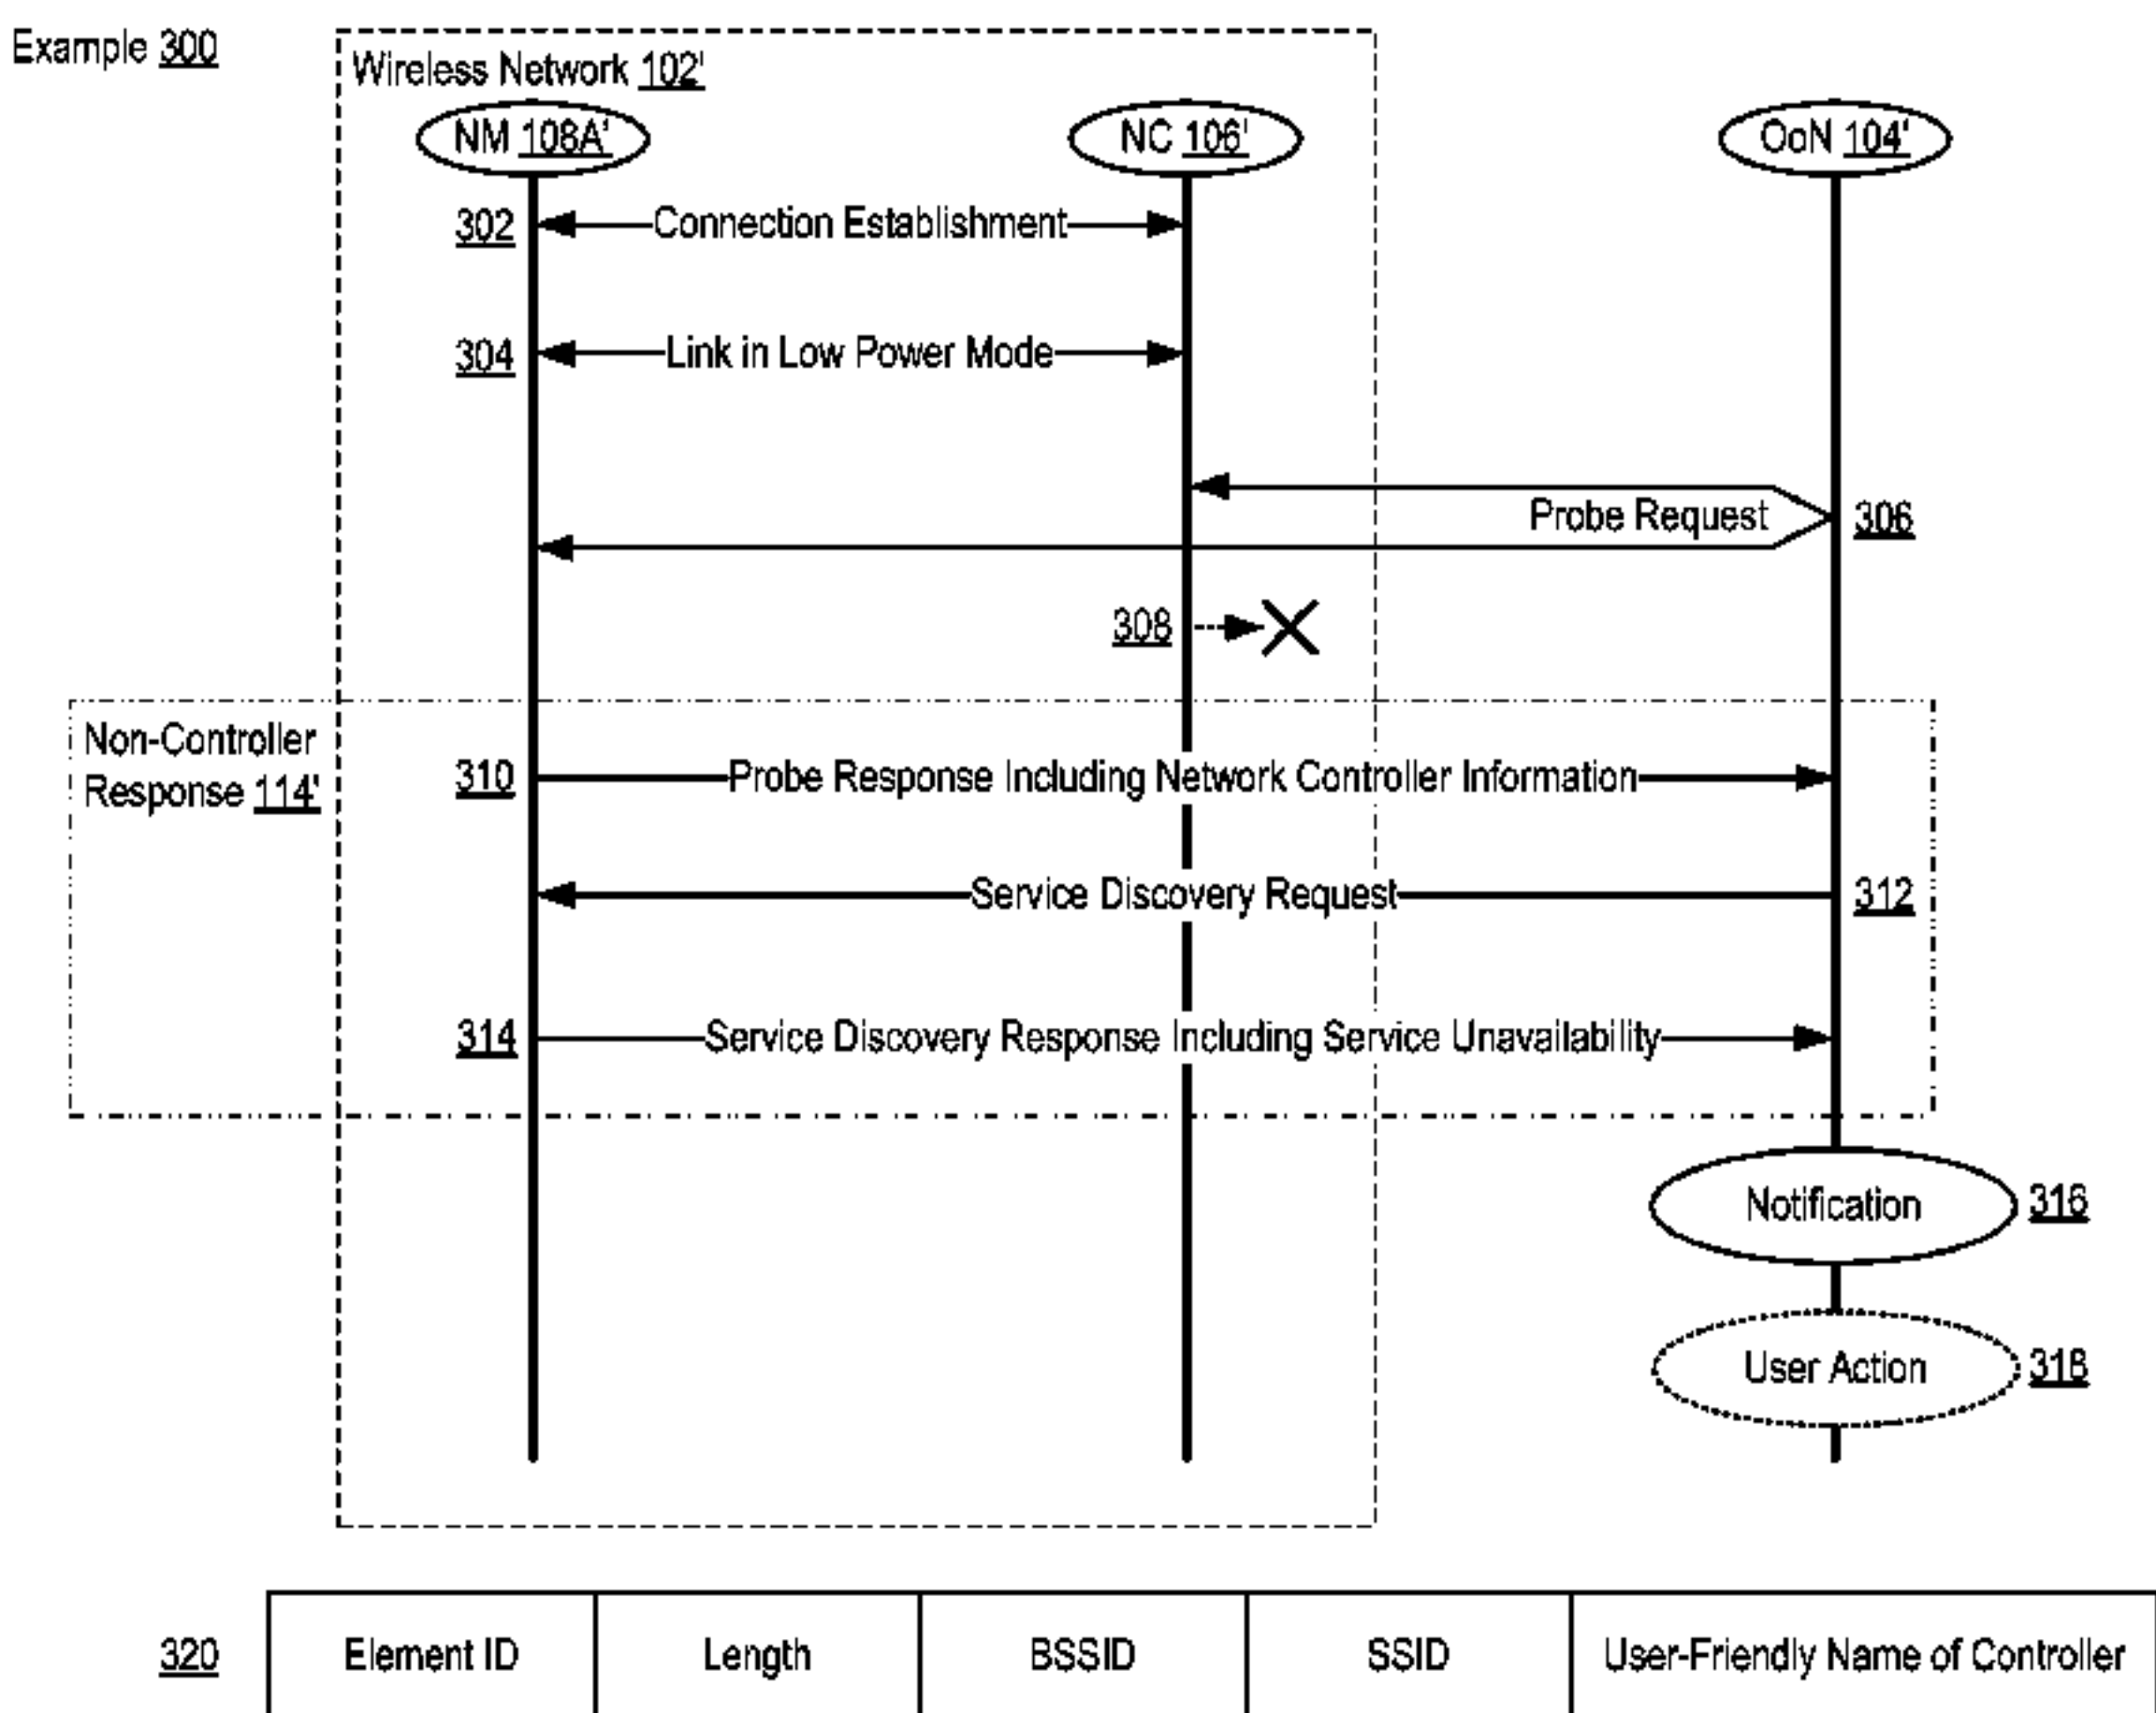 Example 300
Wireless Network 102'
NM 108A'
NC 106'
OoN 104'
302
Connection Establishment
304
Link in Low Power Mode
Probe Request
306
308
Non-Controller
Response 114'
310
Probe Response Including Network Controller Information
Service Discovery Request
312
314
Service Discovery Response Including Service Unavailability
Notification
316
User Action
318
320
Element ID
Length
BSSID
SSID
User-Friendly Name of Controller